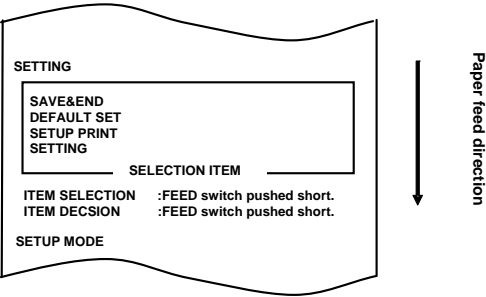 SETTING
SAVE&END
DEFAULT SET
SETUP PRINT
SETTING
SELECTION ITEM
ITEM SELECTION :FEED switch pushed short.
ITEM DECSION :FEED switch pushed short.
SETUP MODE
Paper feed direction